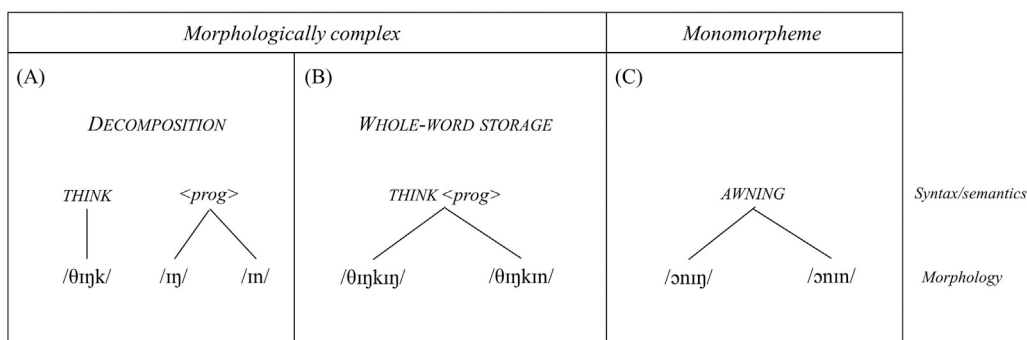 Morphologically complex Monomorpheme
(A) (B) (C)
DECOMPOSITION WHOLE-WORD STORAGE
THINK <prog> THINK <prog> AWNING Syntax/semantics
/θɪŋk/ /ɪŋ/ /ɪn/ /θɪŋkɪŋ/ /θɪŋkɪn/ /ɔnɪŋ/ /ɔnɪn/ Morphology